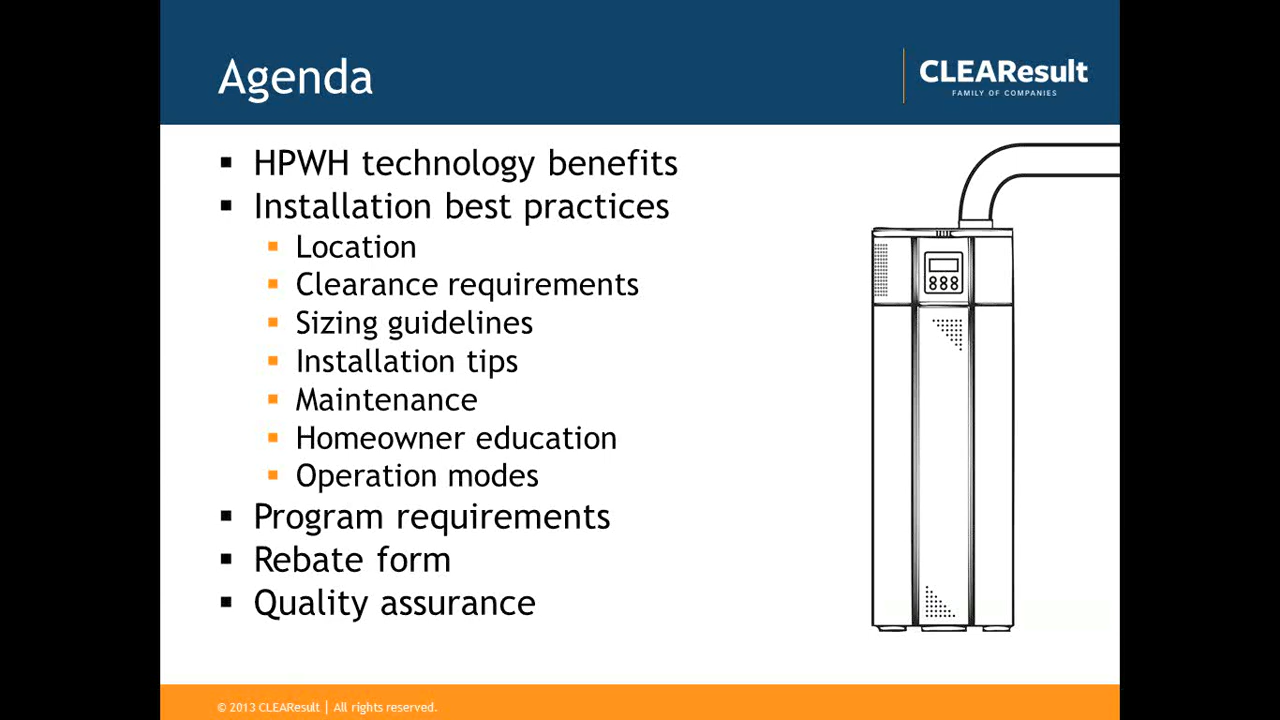 Agenda
CLEAResult
FAMILY OF COMPANIES
HPWH technology benefits
Installation best practices
Location
Clearance requirements
Sizing guidelines
Installation tips
Maintenance
Homeowner education
Operation modes
Program requirements
Rebate form
Quality assurance
© 2013 CLEAResult | All rights reserved.